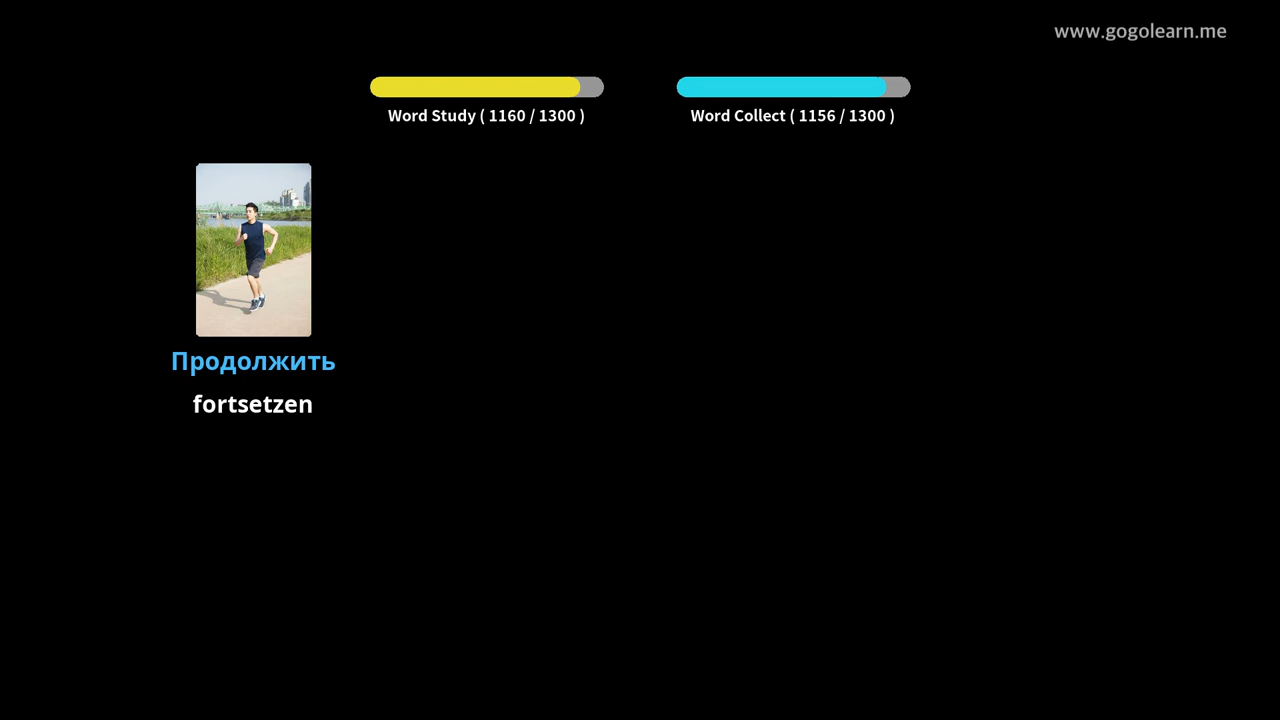 www.gogolearn.me
Word Study ( 1160 / 1300 )
Word Collect ( 1156 / 1300 )
Продолжить
fortsetzen